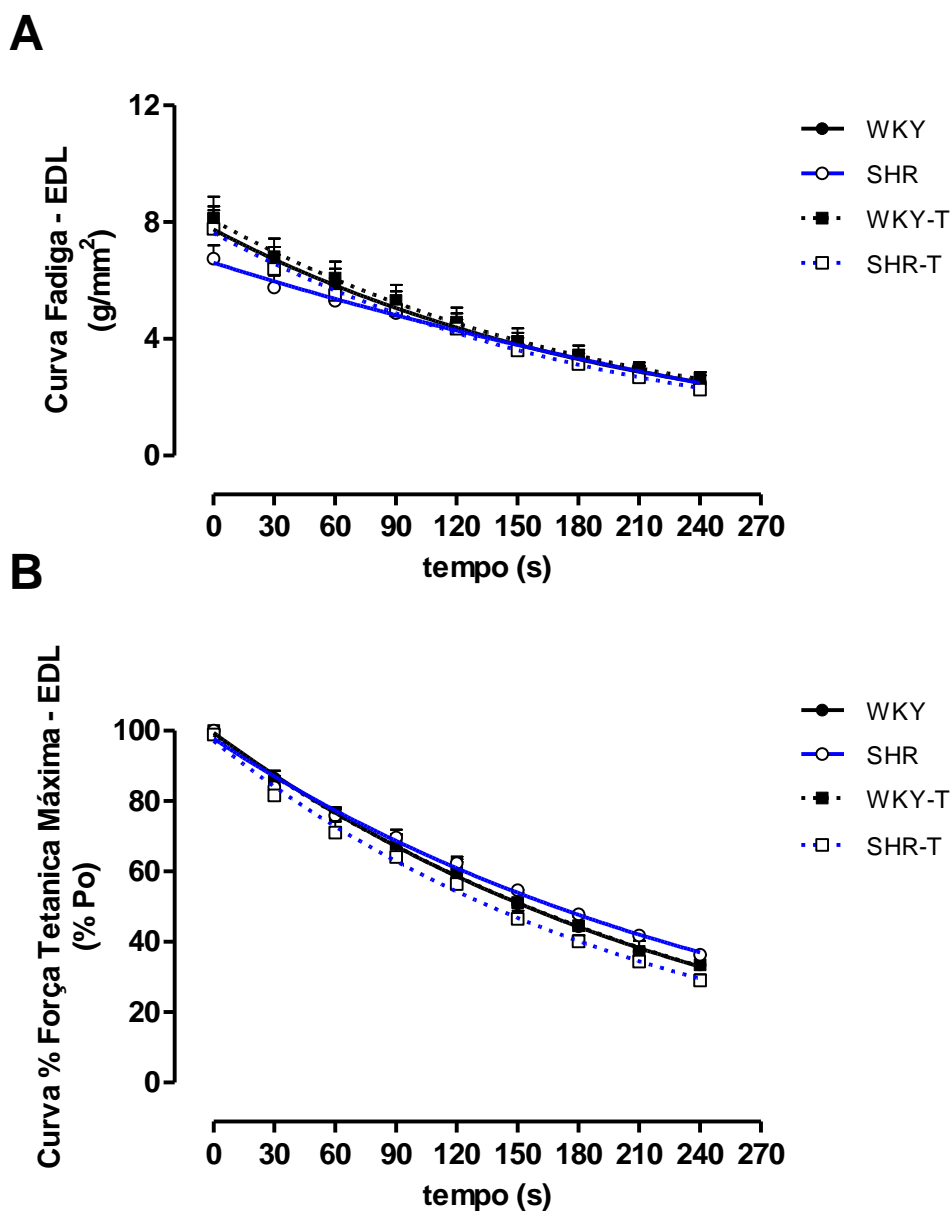 A
Curva Fadiga - EDL
(g/mm²)
12
8
4
0
0 30 60 90 120 150 180 210 240 270
tempo (s)
WKY
SHR
WKY-T
SHR-T
B
Curva % Força Tetanica Máxima - EDL
(% Po)
100
80
60
40
20
0
0 30 60 90 120 150 180 210 240 270
tempo (s)
WKY
SHR
WKY-T
SHR-T